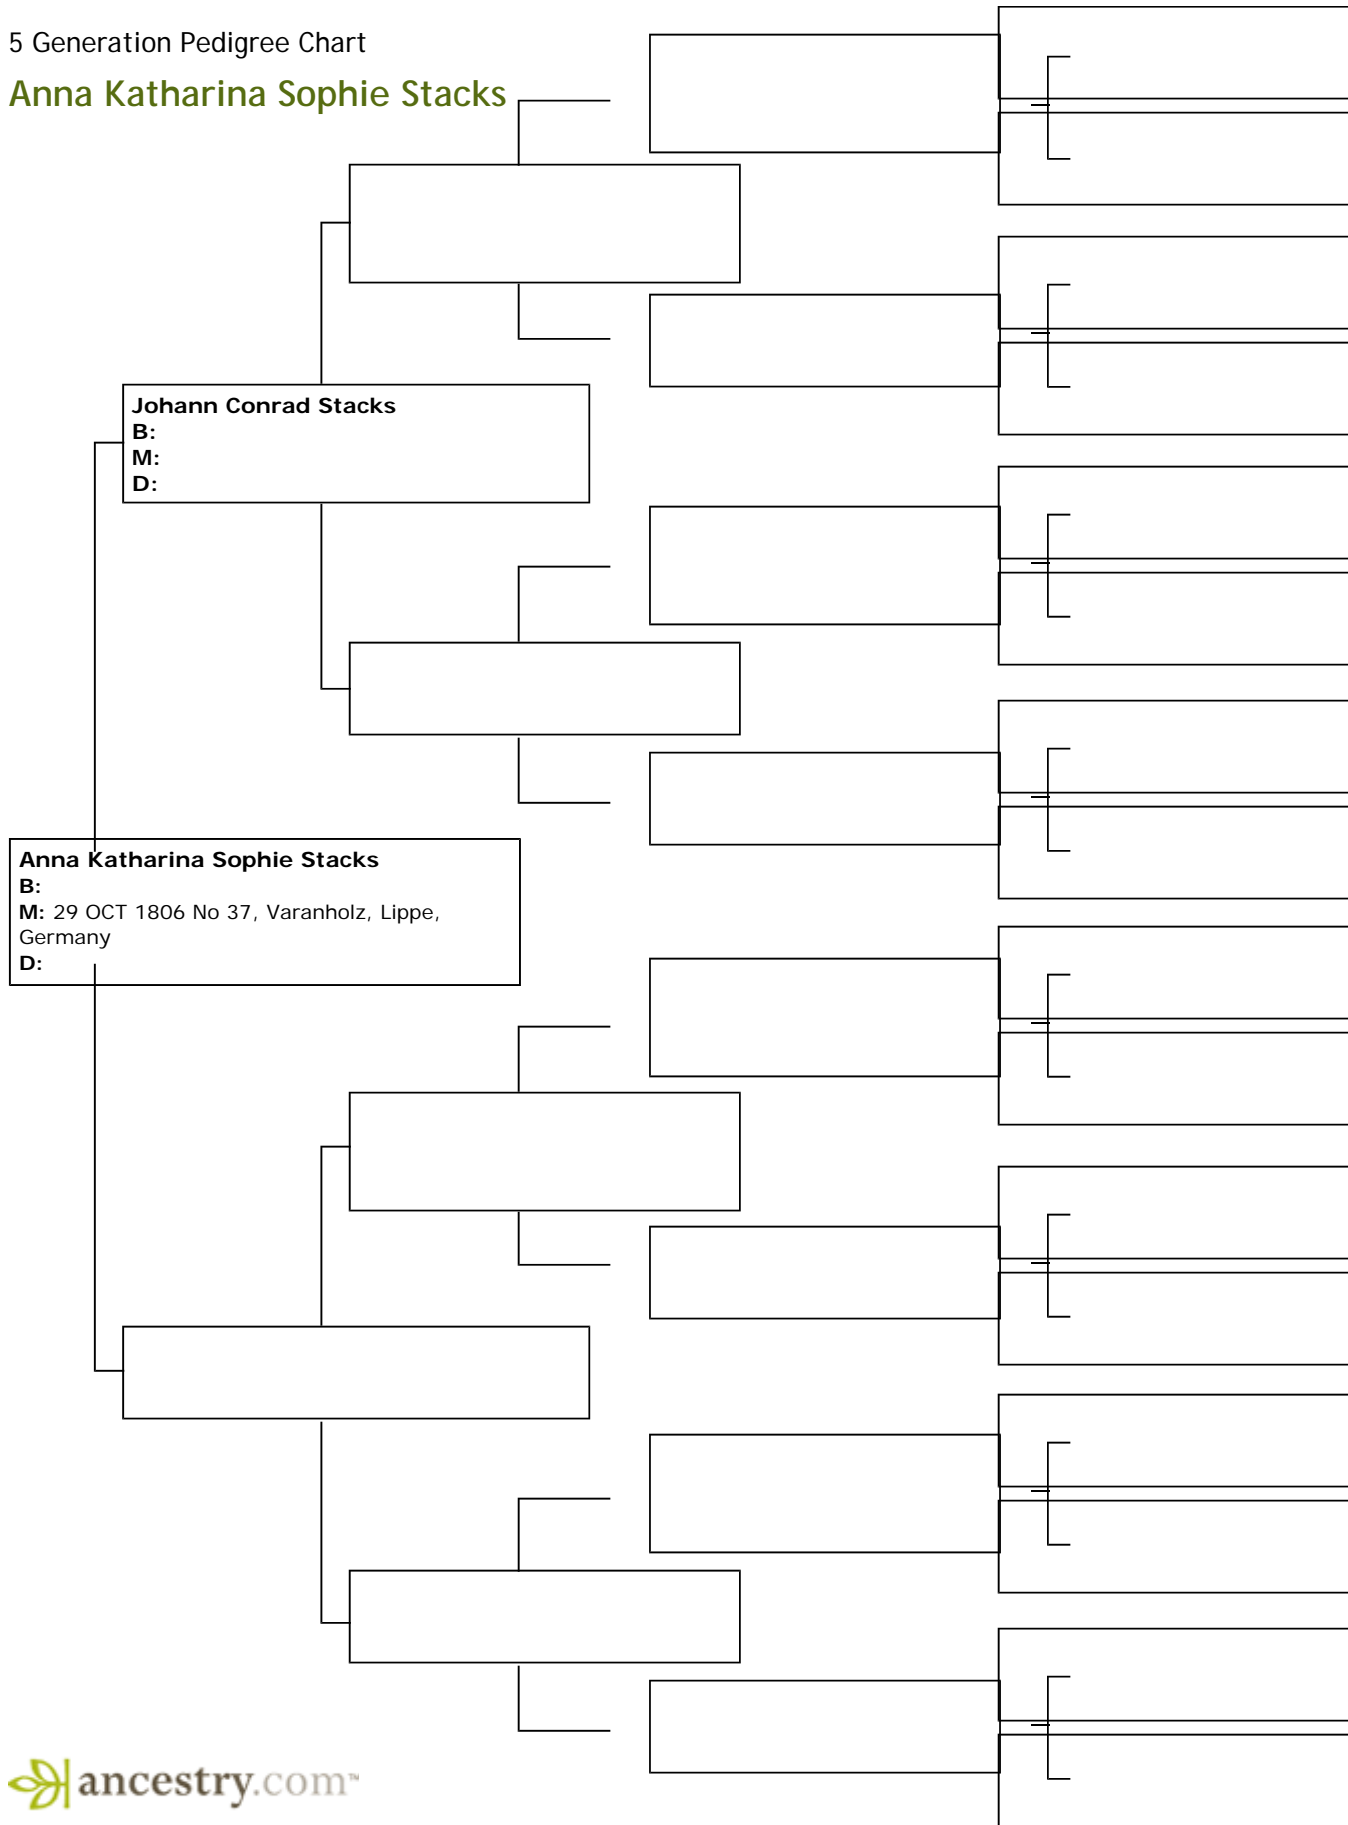 5 Generation Pedigree Chart
Anna Katharina Sophie Stacks
Johann Conrad Stacks
B:
M:
D:
Anna Katharina Sophie Stacks
B:
M: 29 OCT 1806 No 37, Varanholz, Lippe,
Germany
D:
ancestry.com™